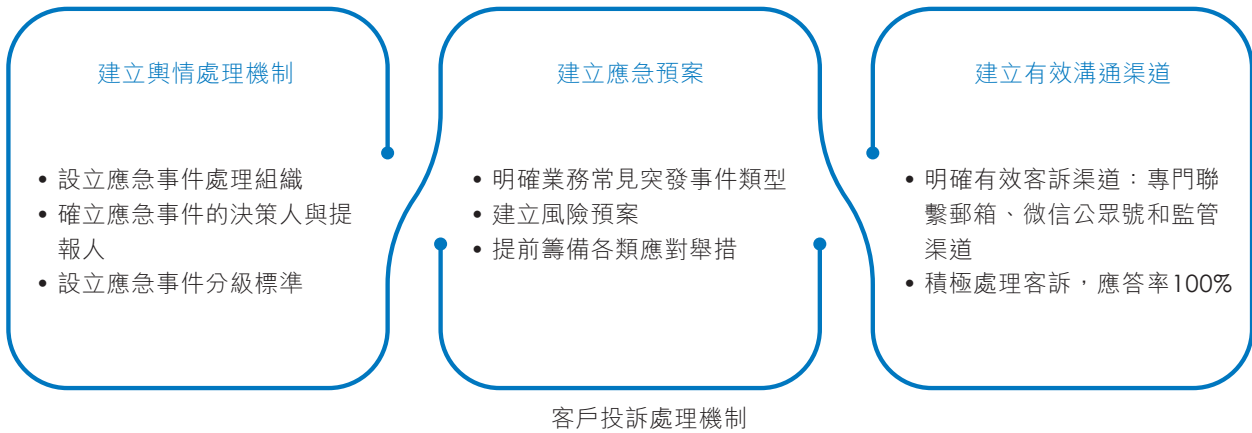 建立輿情處理機制
• 設立應急事件處理組織
• 確立應急事件的決策人與提
報人
• 設立應急事件分級標準
建立應急預案
• 明確業務常見突發事件類型
• 建立風險預案
• 提前籌備各類應對舉措
建立有效溝通渠道
• 明確有效客訴渠道：專門聯
繫郵箱、微信公眾號和監管
渠道
• 積極處理客訴，應答率100%
客戶投訴處理機制